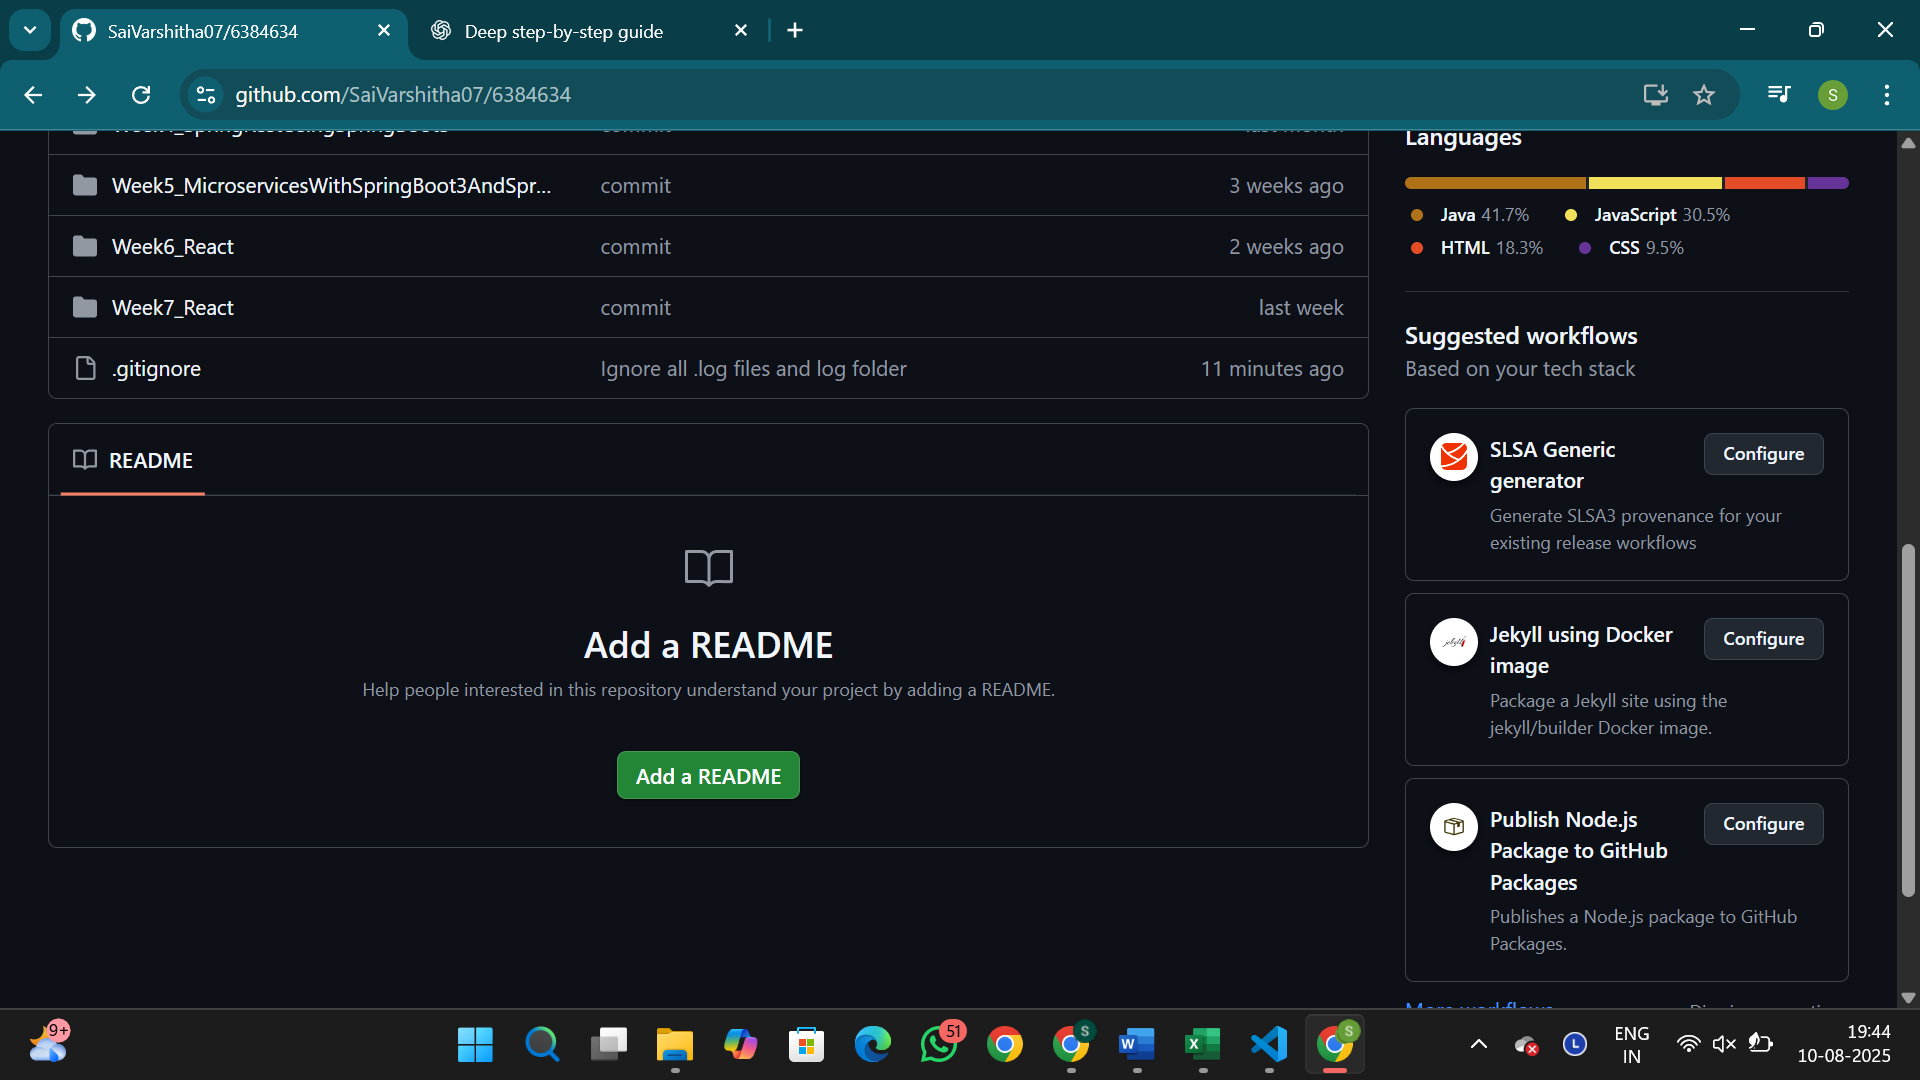 SaiVarshitha07/6384634
Deep step-by-step guide
github.com/SaiVarshitha07/6384634
S
Week5_MicroservicesWithSpringBoot3AndSpr... commit 3 weeks ago
Week6_React commit 2 weeks ago
Week7_React commit last week
.gitignore Ignore all .log files and log folder 11 minutes ago
README
Add a README
Help people interested in this repository understand your project by adding a README.
Add a README
Languages
Java 41.7% JavaScript 30.5%
HTML 18.3% CSS 9.5%
Suggested workflows
Based on your tech stack
SLSA Generic
generator
Configure
Generate SLSA3 provenance for your
existing release workflows
Jekyll using Docker
image
Configure
Package a Jekyll site using the
jekyll/builder Docker image.
Publish Node.js
Package to GitHub
Packages
Configure
Publishes a Node.js package to GitHub
Packages.
More workflows
9+
51
S
W
X
S
L
ENG
IN
19:44
10-08-2025